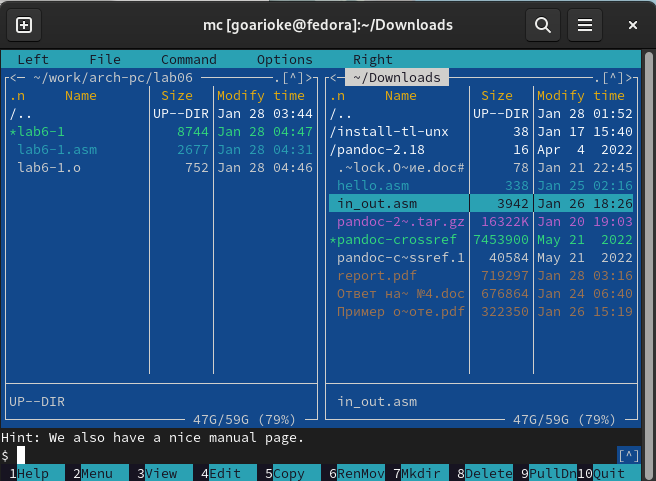 mc [goarioke@fedora]:~/Downloads
Left File Command Options Right
<─ ~/work/arch-pc/lab06 ─.[^]>
.n Name Size Modify time
/.. UP--DIR Jan 28 03:44
*lab6-1 8744 Jan 28 04:47
lab6-1.asm 2677 Jan 28 04:31
lab6-1.o 752 Jan 28 04:46
UP--DIR
47G/59G (79%)
<─ ~/Downloads ─.[^]>
.n Name Size Modify time
/.. UP--DIR Jan 28 01:52
/install-tl-unx 38 Jan 17 15:40
/pandoc-2.18 16 Apr 4 2022
.~lock.О~ие.doc# 78 Jan 21 22:45
hello.asm 338 Jan 25 02:16
in_out.asm 3942 Jan 26 18:26
pandoc-2~.tar.gz 16322K Jan 20 19:03
*pandoc-crossref 7453900 May 21 2022
pandoc-c~ssref.1 40584 May 21 2022
report.pdf 719297 Jan 28 03:16
Ответ на~ №4.doc 676864 Jan 24 06:40
Пример о~оте.pdf 322350 Jan 26 15:19
in_out.asm
47G/59G (79%)
Hint: We also have a nice manual page.
$ [^]
1Help 2Menu 3View 4Edit 5Copy 6RenMov 7Mkdir 8Delete 9PullDn 10Quit